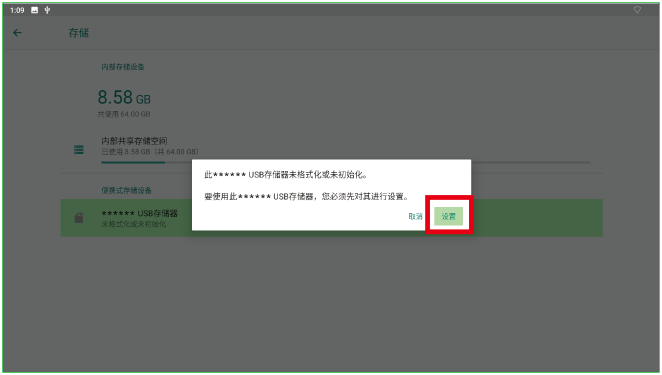 1:09
存储
内部存储设备
8.58 GB
共使用 64.00 GB
内部共享存储空间
已使用 8.58 GB（共 64.00 GB）
便携式存储设备
****** USB存储器
未格式化或未初始化
此****** USB存储器未格式化或未初始化。
要使用此****** USB存储器，您必须先对其进行设置。
取消
设置